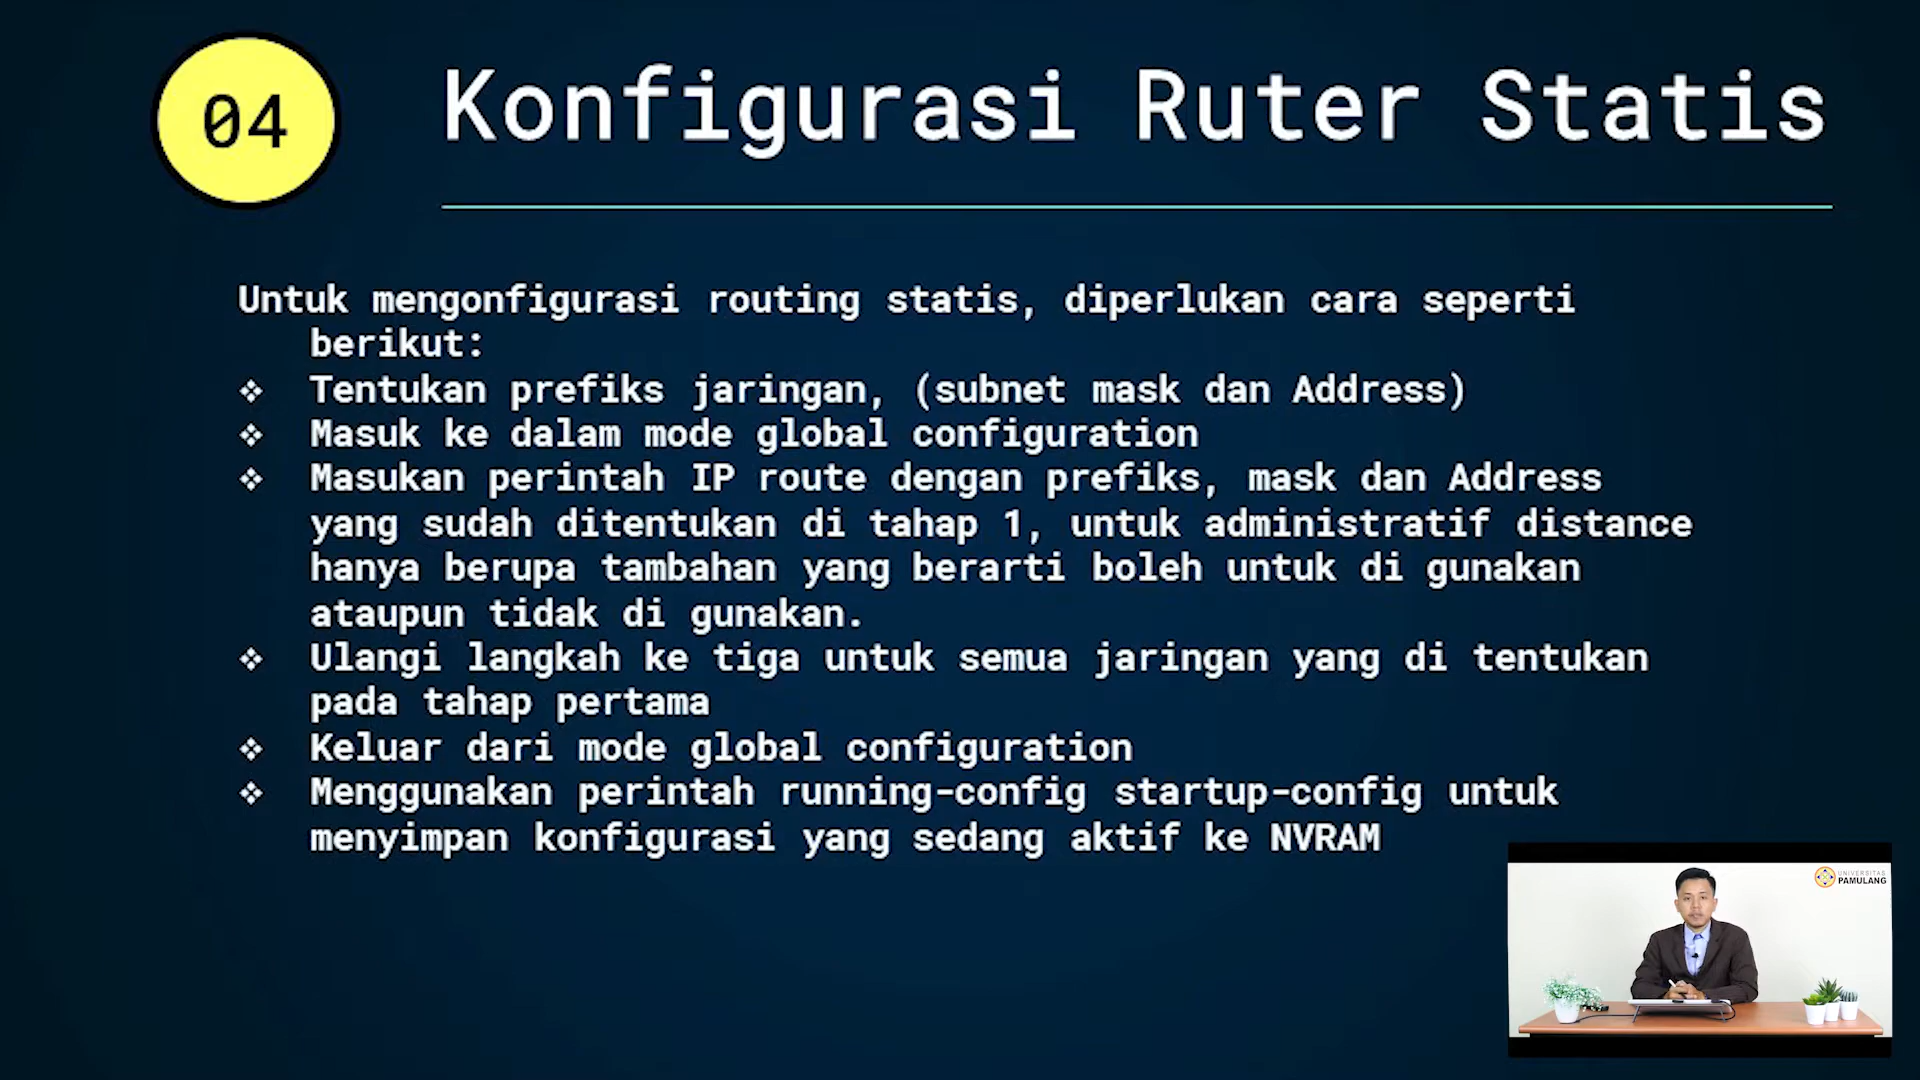 04
Konfigurasi Ruter Statis
Untuk mengonfigurasi routing statis, diperlukan cara seperti
berikut:
❖ Tentukan prefiks jaringan, (subnet mask dan Address)
❖ Masuk ke dalam mode global configuration
❖ Masukan perintah IP route dengan prefiks, mask dan Address
yang sudah ditentukan di tahap 1, untuk administratif distance
hanya berupa tambahan yang berarti boleh untuk di gunakan
ataupun tidak di gunakan.
❖ Ulangi langkah ke tiga untuk semua jaringan yang di tentukan
pada tahap pertama
❖ Keluar dari mode global configuration
❖ Menggunakan perintah running-config startup-config untuk
menyimpan konfigurasi yang sedang aktif ke NVRAM
UNIVERSITAS
PAMULANG